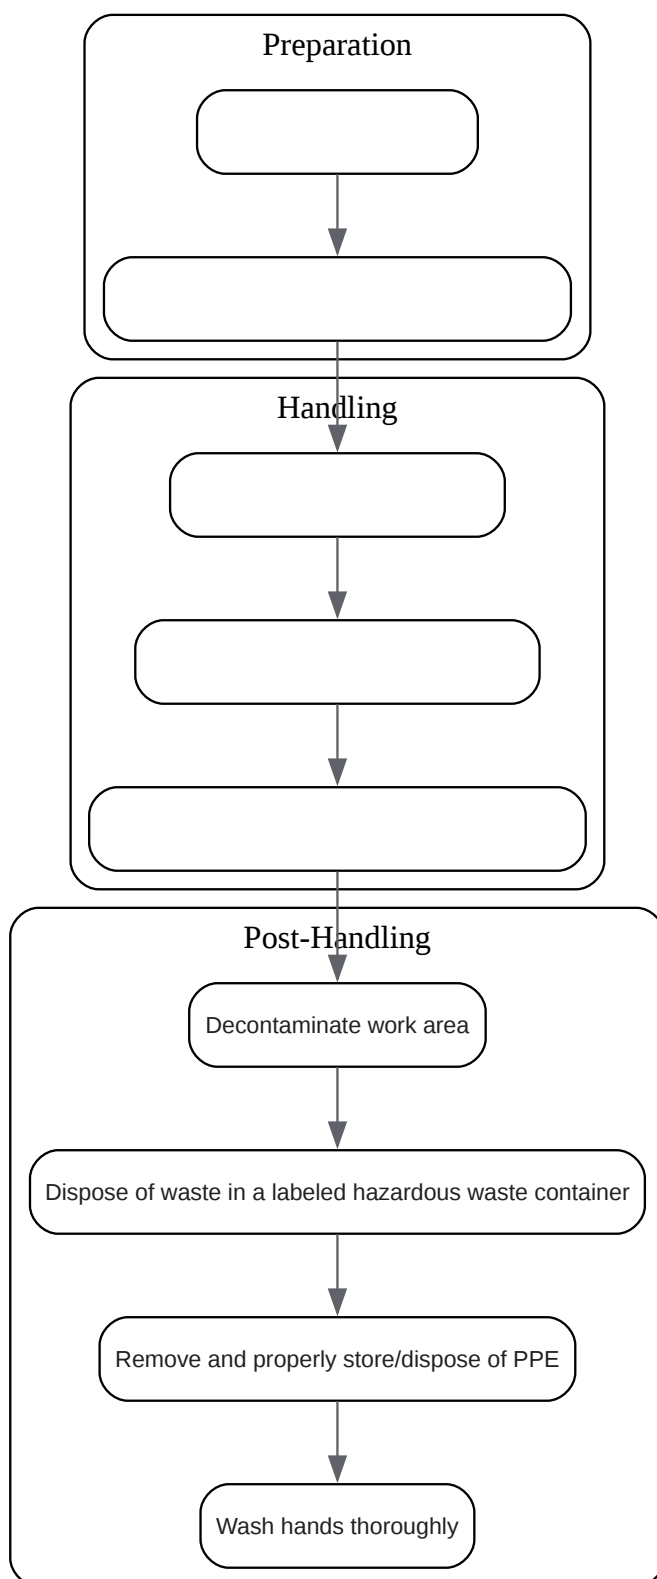 Preparation
Handling
Post-Handling
Decontaminate work area
Dispose of waste in a labeled hazardous waste container
Remove and properly store/dispose of PPE
Wash hands thoroughly